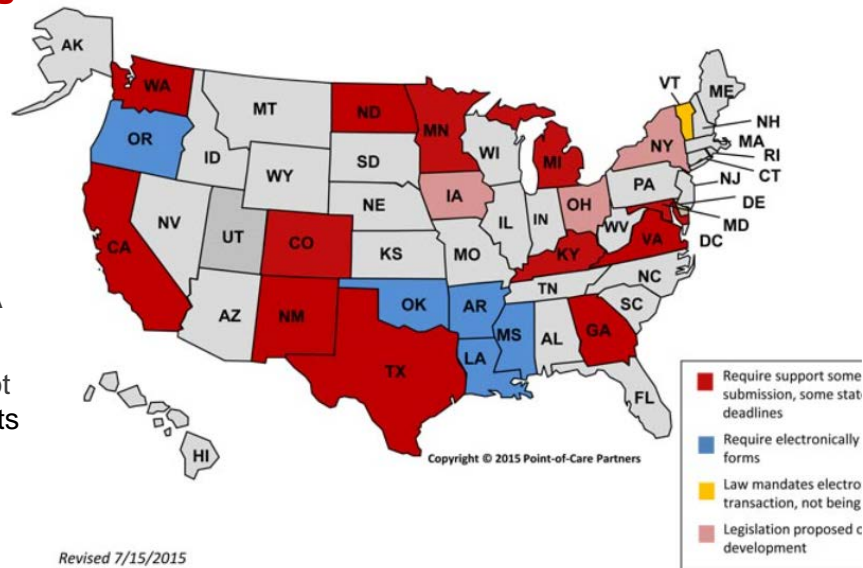 AK
WA
MT
ND
MN
OR
ID
WY
SD
WI
MI
VT
ME
NH
NY
MA
RI
CT
NV
UT
CO
NE
IA
IL
IN
OH
PA
NJ
DE
MD
DC
CA
KS
MO
KY
WV
VA
AZ
NM
OK
AR
TN
NC
SC
TX
LA
MS
AL
GA
FL
HI
ts
Copyright © 2015 Point-of-Care Partners
Require support some
submission, some stat
deadlines
Require electronically
forms
Law mandates electro
transaction, not being
Legislation proposed o
development
Revised 7/15/2015